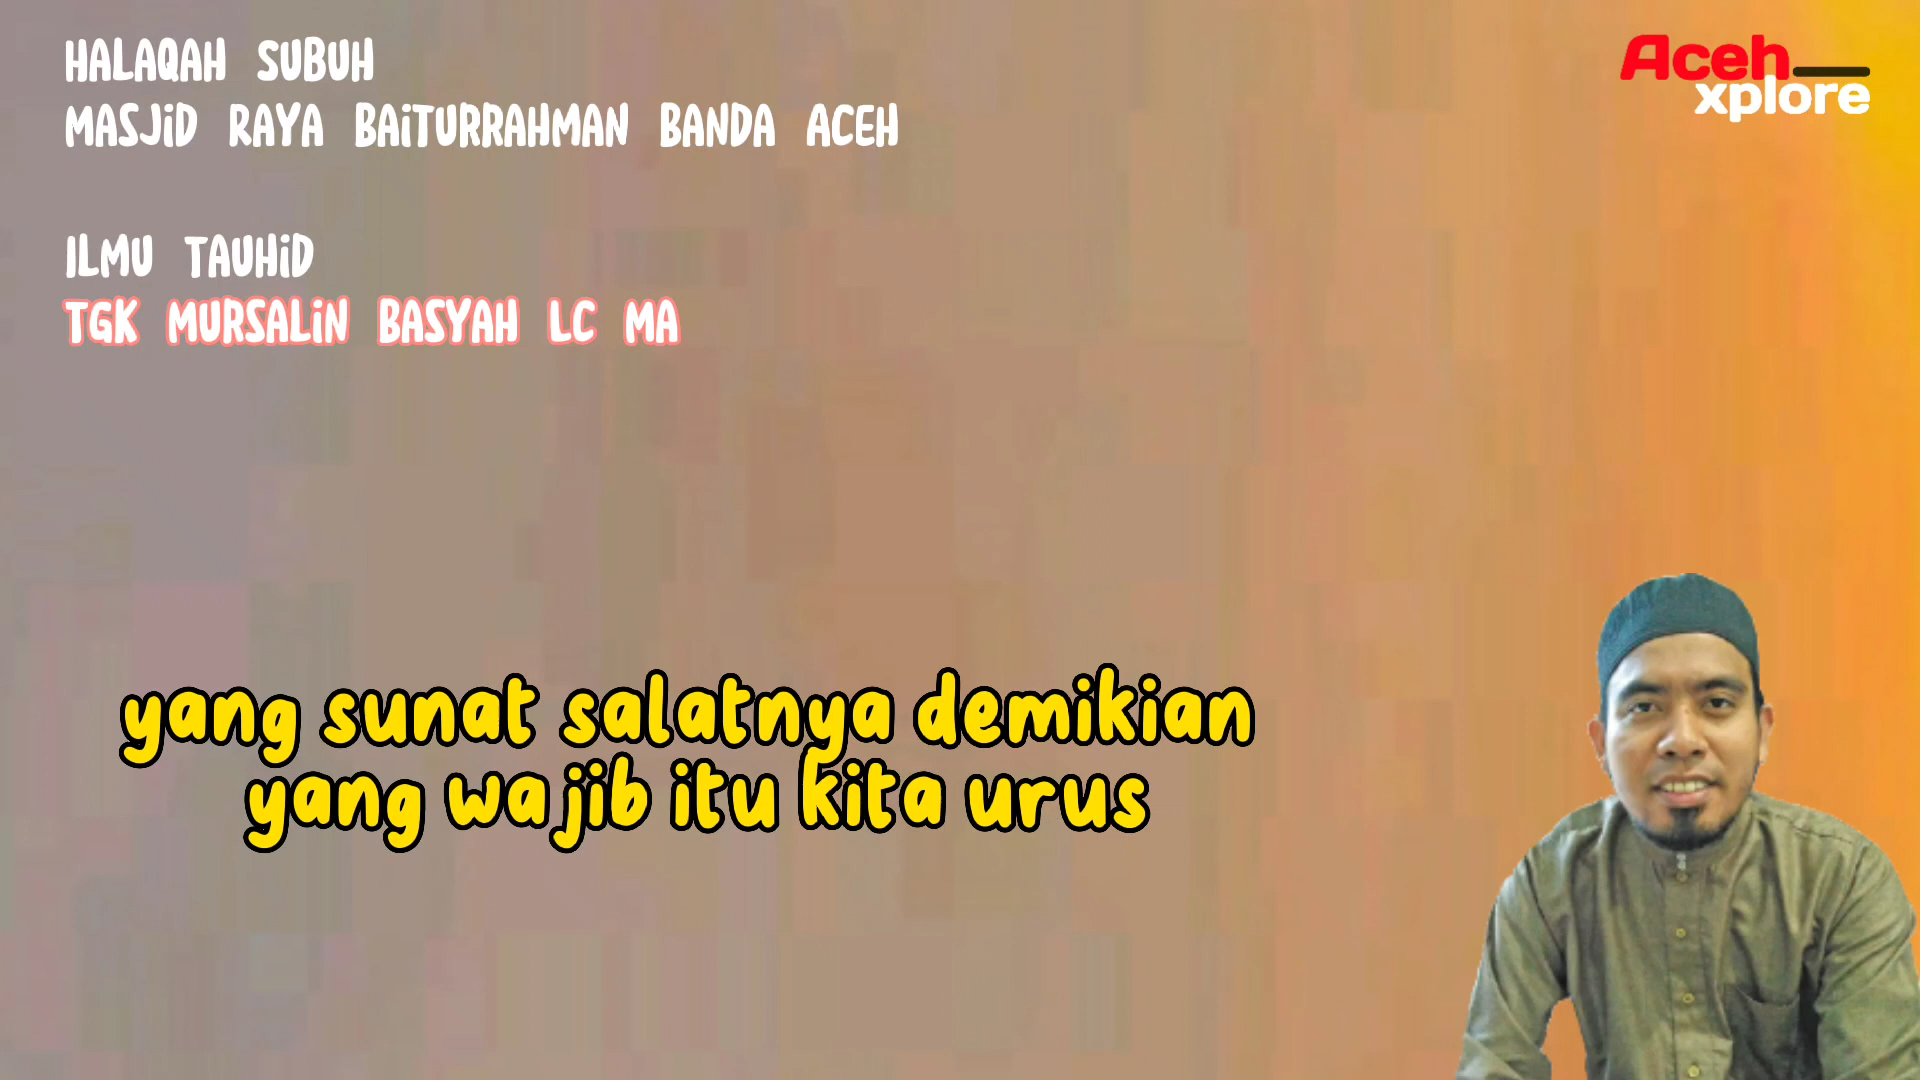 HALAQAH SUBUH
MASJID RAYA BAITURRAHMAN BANDA ACEH
ILMU TAUHID
TGK MURSALIN BASYAH LC MA
Aceh
xplore
yang sunat salatnya demikian
yang wajib itu kita urus